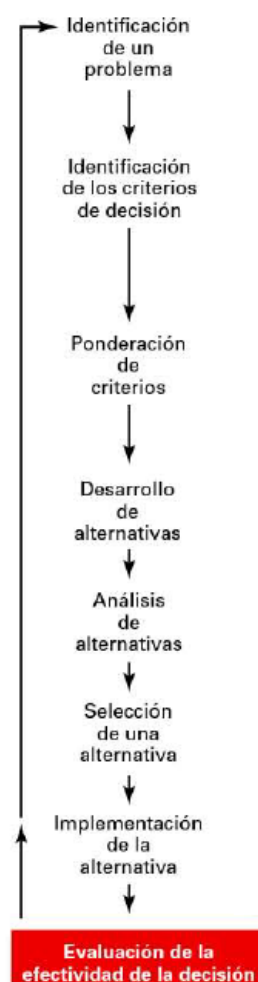 Identificación
de un
problema
Identificación
de los criterios
de decisión
Ponderación
de
criterios
Desarrollo
de
alternativas
Análisis
de
alternativas
Selección
de una
alternativa
Implementación
de la
alternativa
Evaluación de la
efectividad de la decisión